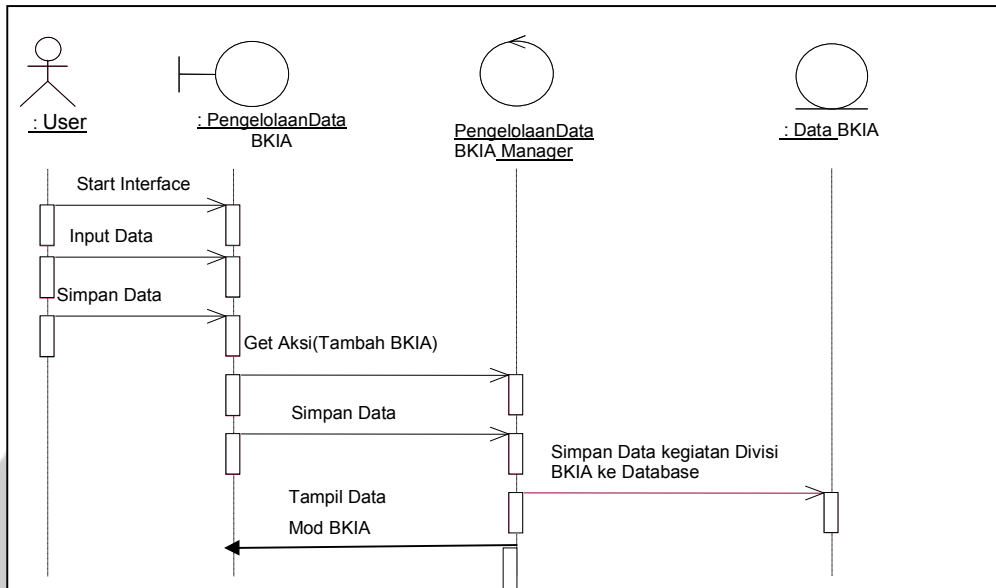 : User
: PengelolaanData
BKIA
PengelolaanData
BKIA Manager
: Data BKIA
Start Interface
Input Data
Simpan Data
Get Aksi(Tambah BKIA)
Simpan Data
Simpan Data kegiatan Divisi
BKIA ke Database
Tampil Data
Mod BKIA